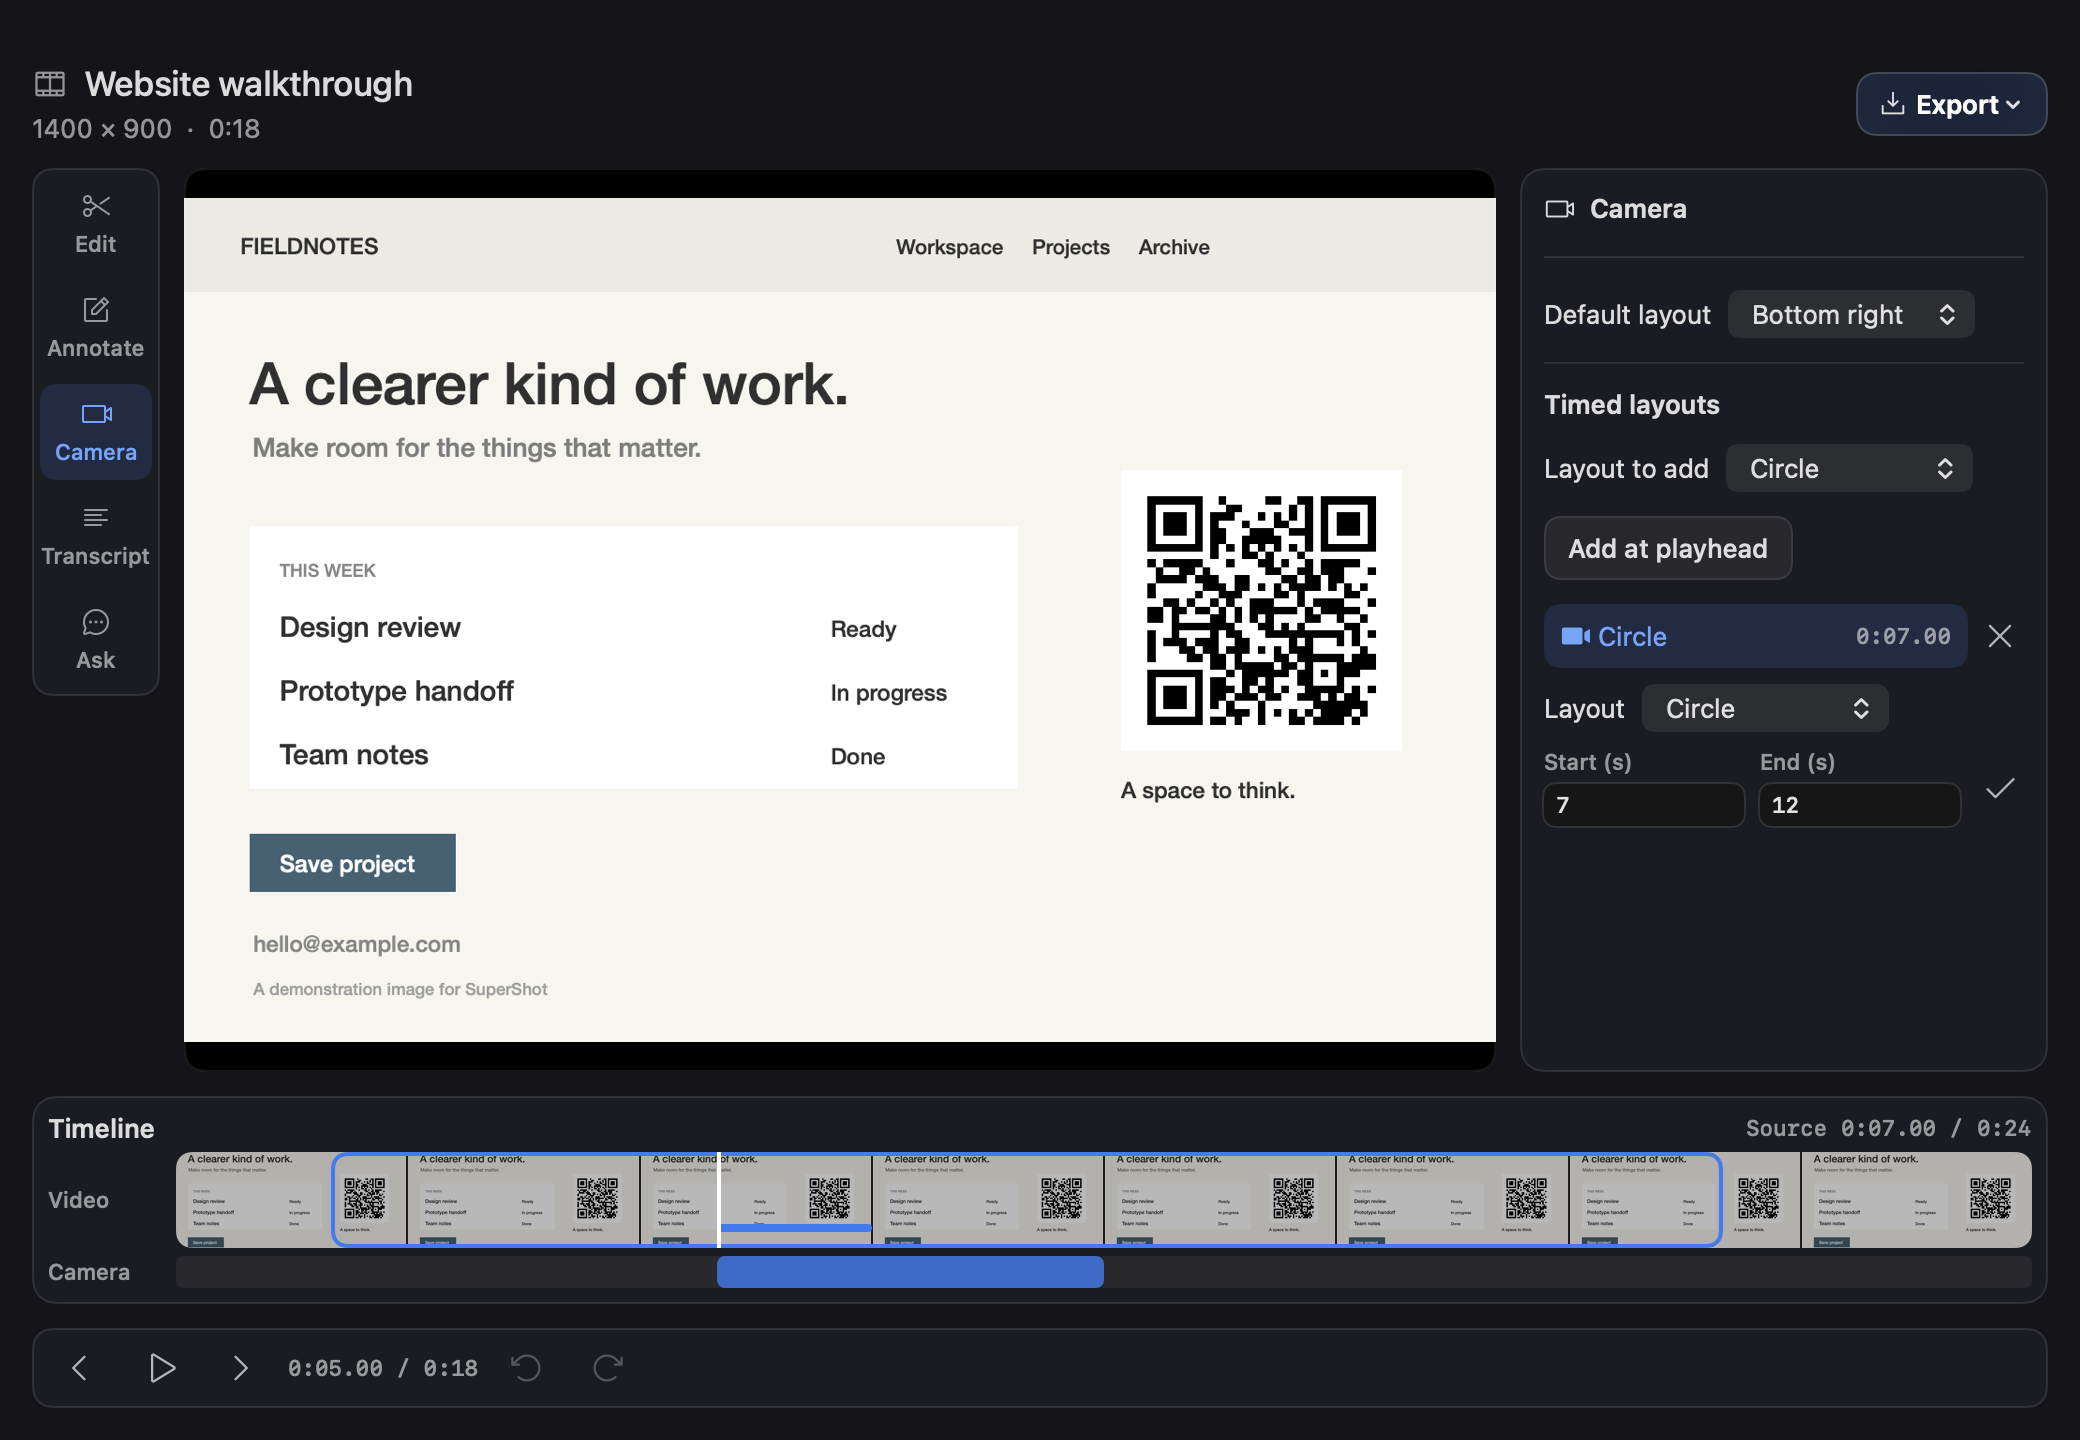 Website walkthrough
1400 × 900 · 0:18
Export
Edit
Annotate
Camera
Transcript
Ask
FIELDNOTES
Workspace Projects Archive
A clearer kind of work.
Make room for the things that matter.
THIS WEEK
Design review Ready
Prototype handoff In progress
Team notes Done
A space to think.
Save project
hello@example.com
A demonstration image for SuperShot
Camera
Default layout Bottom right
Timed layouts
Layout to add Circle
Add at playhead
Circle 0:07.00
Layout Circle
Start (s) End (s)
7 12
Timeline
Source 0:07.00 / 0:24
Video
Camera
0:05.00 / 0:18